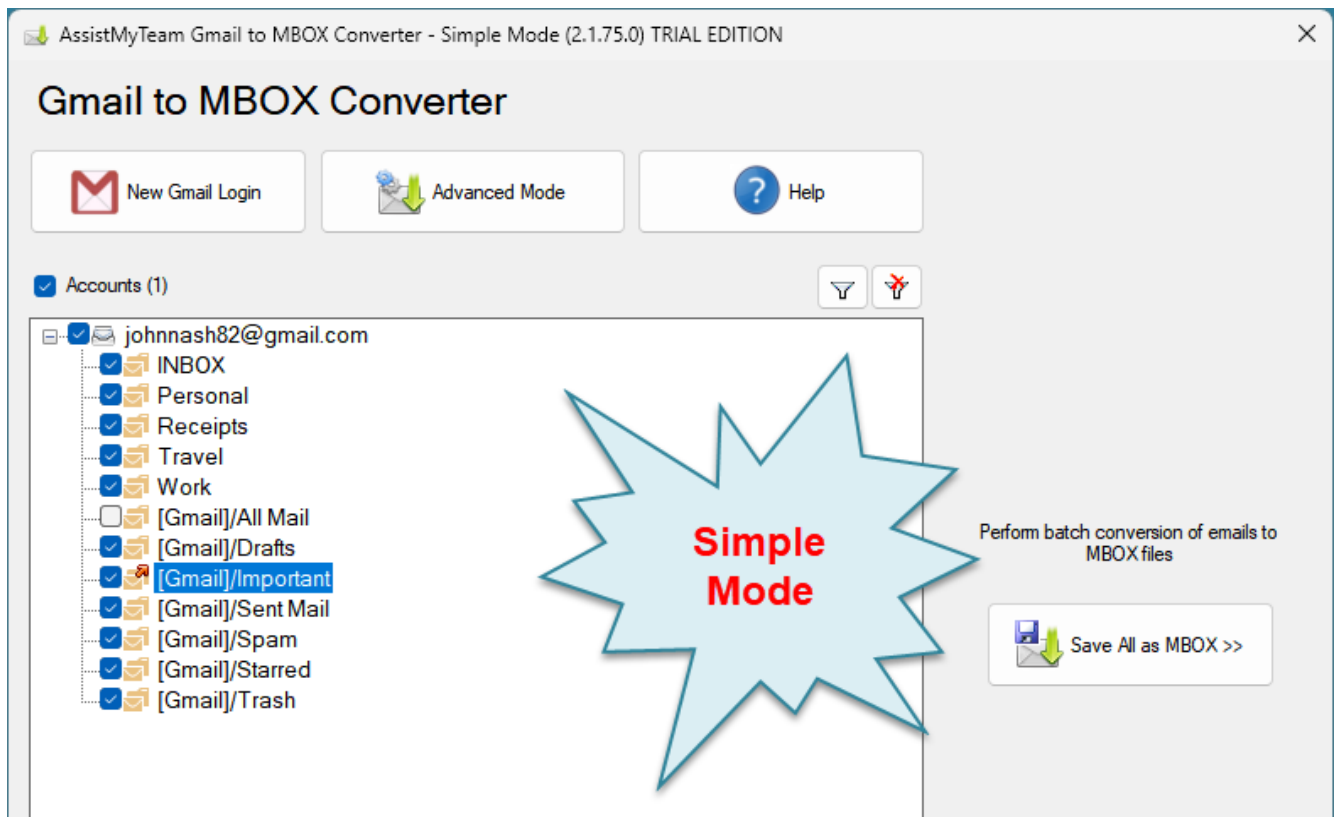 AssistMyTeam Gmail to MBOX Converter - Simple Mode (2.1.75.0) TRIAL EDITION
Gmail to MBOX Converter
New Gmail Login
Advanced Mode
? Help
Accounts (1)
johnnash82@gmail.com
INBOX
Personal
Receipts
Travel
Work
[Gmail]/All Mail
[Gmail]/Drafts
[Gmail]/Important
[Gmail]/Sent Mail
[Gmail]/Spam
[Gmail]/Starred
[Gmail]/Trash
Simple
Mode
Perform batch conversion of emails to
MBOX files
Save All as MBOX >>